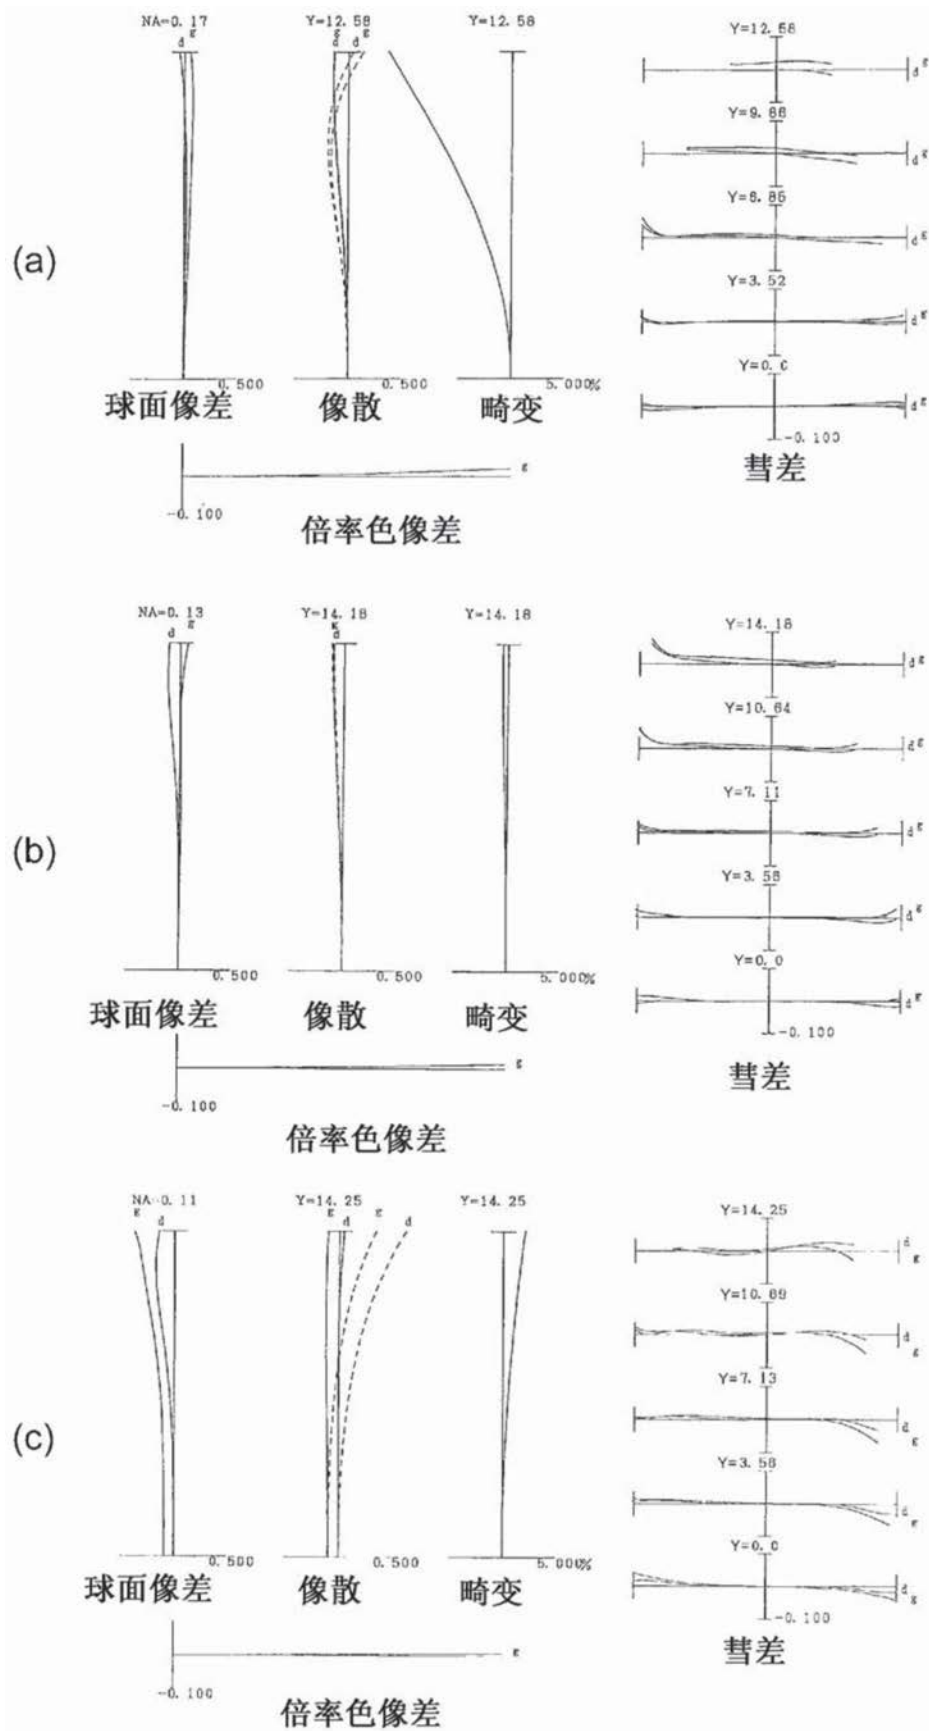 (a)
NA=0.17
g
d
0.500
球面像差
Y=12.58
g
d
d
g
0.500
像散
Y=12.58
5.000%
畸变
Y=12.58
d g
Y=9.86
d g
Y=6.85
d g
Y=3.52
d g
Y=0.0
d g
-0.100
彗差
g
-0.100
倍率色像差
(b)
NA=0.13
d g
0.500
球面像差
Y=14.18
g
d
0.500
像散
Y=14.18
5.000%
畸变
Y=14.18
d g
Y=10.64
d g
Y=7.11
d g
Y=3.58
d g
Y=0.0
d g
-0.100
彗差
g
-0.100
倍率色像差
(c)
NA=0.11
g
d
0.500
球面像差
Y=14.25
g
d
g
d
0.500
像散
Y=14.25
5.000%
畸变
Y=14.25
d
g
Y=10.69
d
g
Y=7.13
d
g
Y=3.58
d
g
Y=0.0
d
g
-0.100
彗差
g
-0.100
倍率色像差